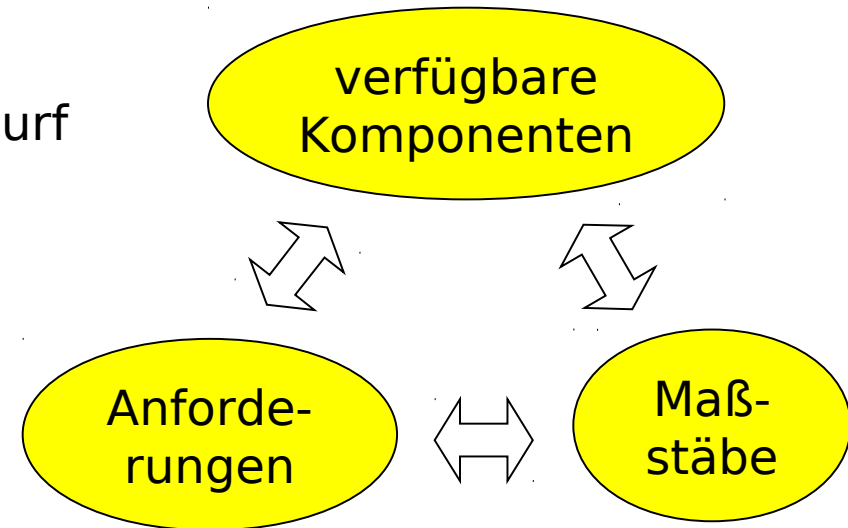 verfügbare
Komponenten
urf
Anforde-
rungen
Maß-
stäbe